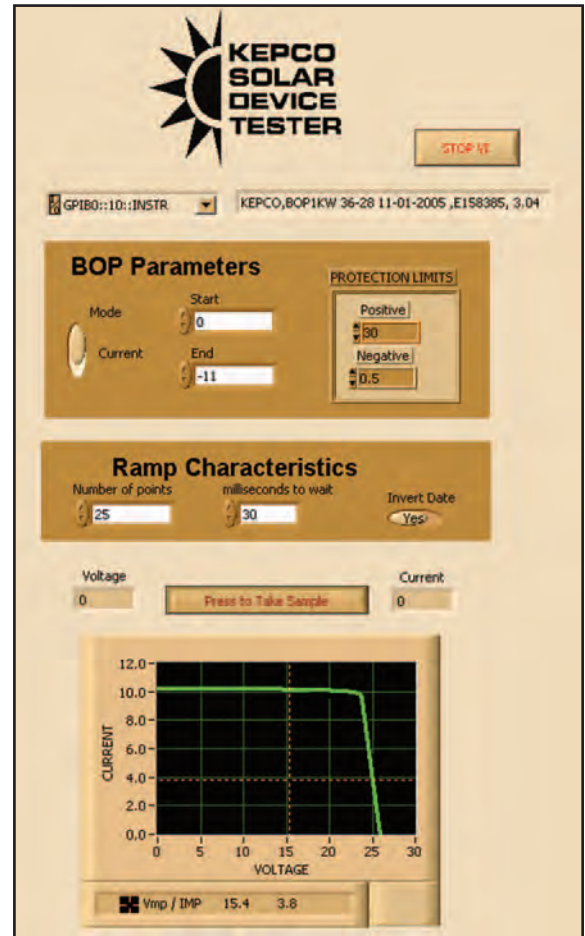 KEPCO
SOLAR
DEVICE
TESTER
STOP VI
GPIB0::10::INSTR
KEPCO,BOP1KW 36-28 11-01-2005 ,E158385, 3.04
BOP Parameters
PROTECTION LIMITS
Mode
Current
Start
0
End
-11
Positive
30
Negative
0.5
Ramp Characteristics
Number of points
25
milliseconds to wait
30
Invert Date
Yes
Voltage
0
Press to Take Sample
Current
0
CURRENT
12.0
10.0
8.0
6.0
4.0
2.0
0.0
0 5 10 15 20 25 30
VOLTAGE
Vmp / IMP 15.4 3.8